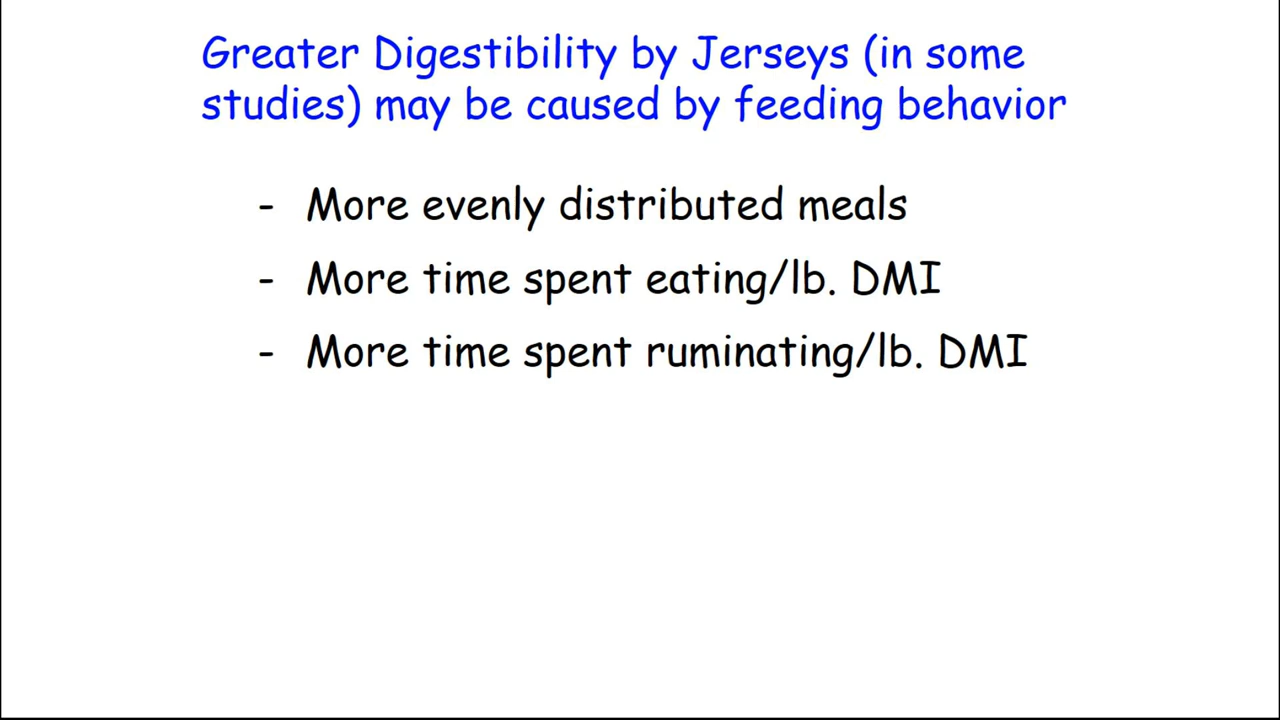 Greater Digestibility by Jerseys (in some
studies) may be caused by feeding behavior
- More evenly distributed meals
- More time spent eating/lb. DMI
- More time spent ruminating/lb. DMI